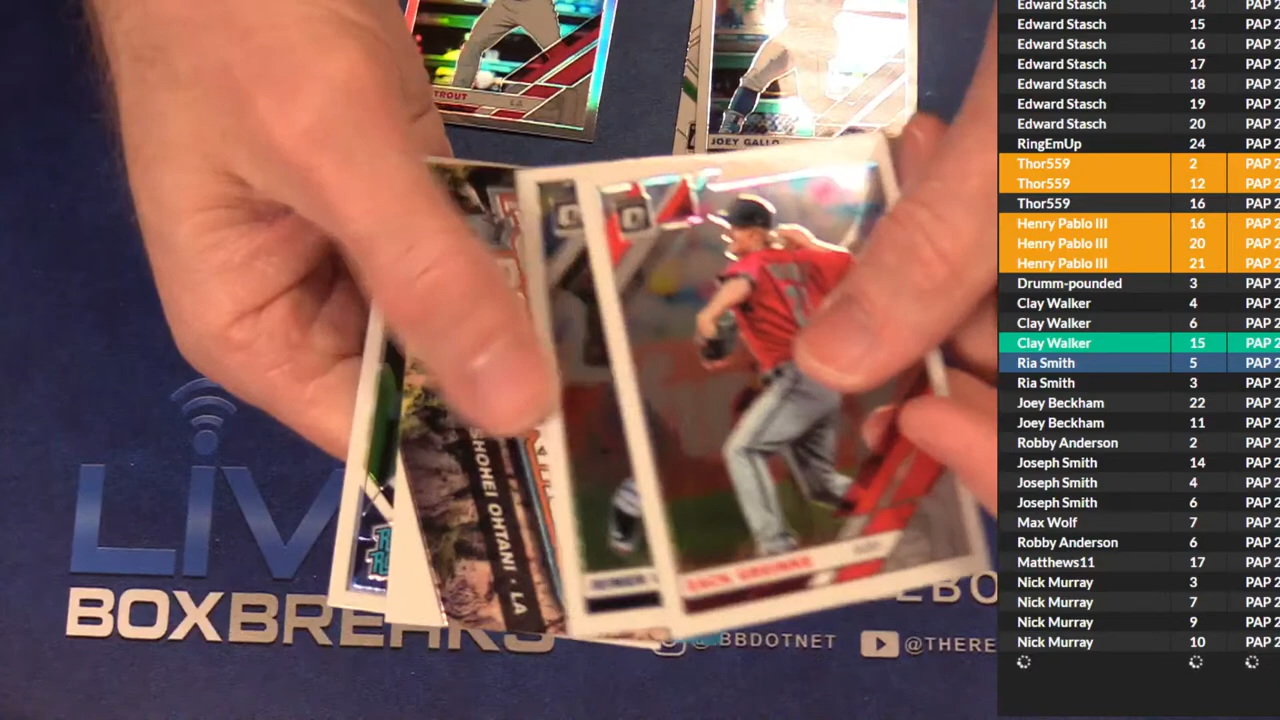 TROUT L.A.
JOEY GALLO
SHOHEI OHTANI • LA
LIV
BOXBREAKS
BBDOTNET
@THERE
EBO
Edward Stasch 14 PAP 2
Edward Stasch 15 PAP 2
Edward Stasch 16 PAP 2
Edward Stasch 17 PAP 2
Edward Stasch 18 PAP 2
Edward Stasch 19 PAP 2
Edward Stasch 20 PAP 2
RingEmUp 24 PAP 2
Thor559 2 PAP 2
Thor559 12 PAP 2
Thor559 16 PAP 2
Henry Pablo III 16 PAP 2
Henry Pablo III 20 PAP 2
Henry Pablo III 21 PAP 2
Drumm-pounded 3 PAP 2
Clay Walker 4 PAP 2
Clay Walker 6 PAP 2
Clay Walker 15 PAP 2
Ria Smith 5 PAP 2
Ria Smith 3 PAP 2
Joey Beckham 22 PAP 2
Joey Beckham 11 PAP 2
Robby Anderson 2 PAP 2
Joseph Smith 14 PAP 2
Joseph Smith 4 PAP 2
Joseph Smith 6 PAP 2
Max Wolf 7 PAP 2
Robby Anderson 6 PAP 2
Matthews11 17 PAP 2
Nick Murray 3 PAP 2
Nick Murray 7 PAP 2
Nick Murray 9 PAP 2
Nick Murray 10 PAP 2